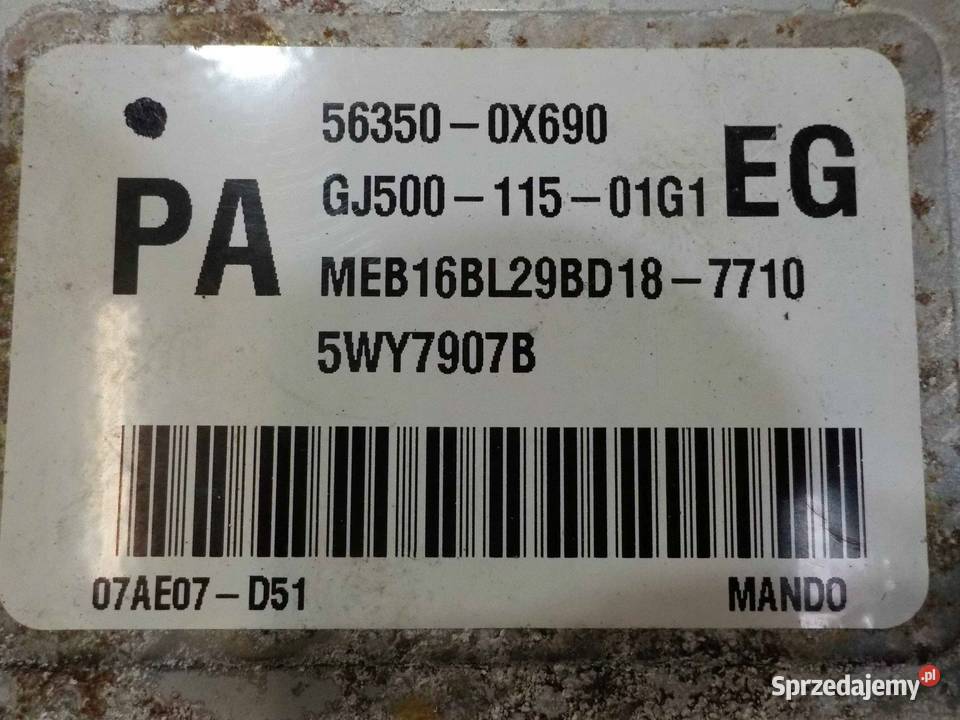 56350-0X690
PA
GJ500-115-01G1
EG
MEB16BL29BD18-7710
5WY7907B
07AE07-D51
MANDO
Sprzedajemy.pl